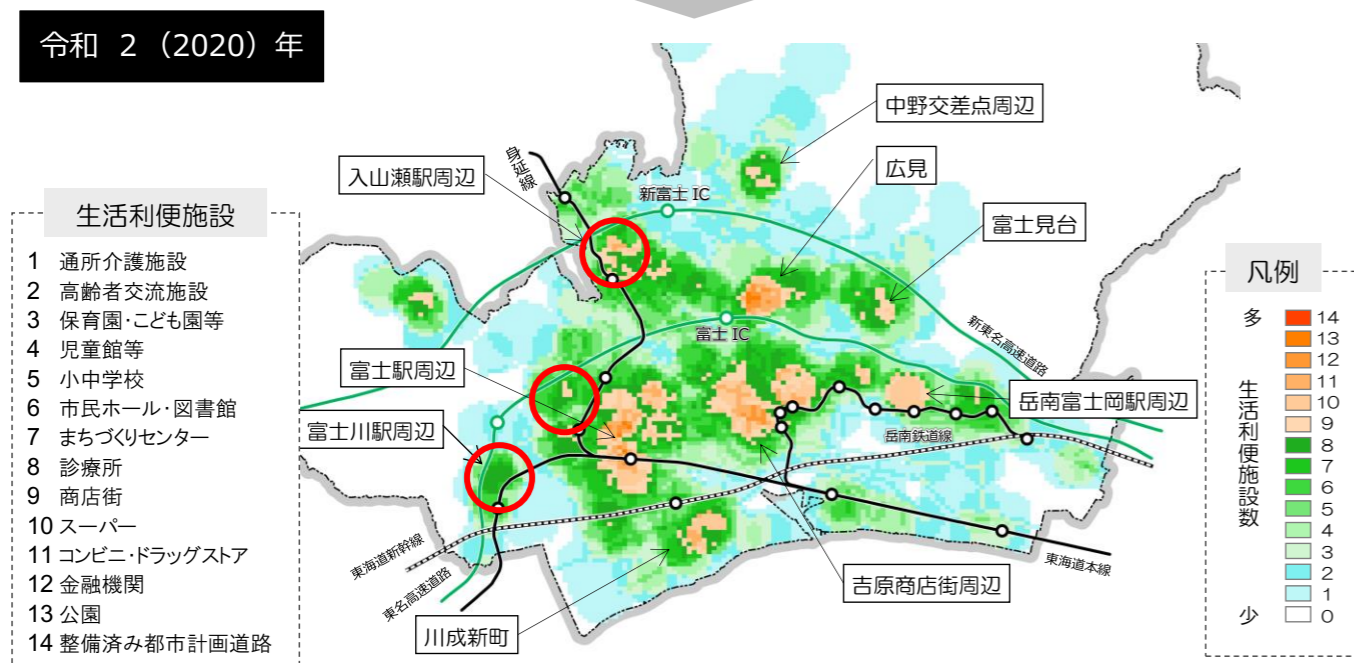 令和 2（2020）年
生活利便施設
1 通所介護施設
2 高齢者交流施設
3 保育園・こども園等
4 児童館等
5 小中学校
6 市民ホール・図書館
7 まちづくりセンター
8 診療所
9 商店街
10 スーパー
11 コンビニ・ドラッグストア
12 金融機関
13 公園
14 整備済み都市計画道路
中野交差点周辺
身延線
入山瀬駅周辺
広見
新富士 IC
富士見台
富士 IC
新東名高速道路
富士駅周辺
岳南富士岡駅周辺
富士川駅周辺
岳南鉄道線
東海道新幹線
東名高速道路
東海道本線
吉原商店街周辺
川成新町
凡例
多
生活利便施設数
少
14
13
12
11
10
9
8
7
6
5
4
3
2
1
0